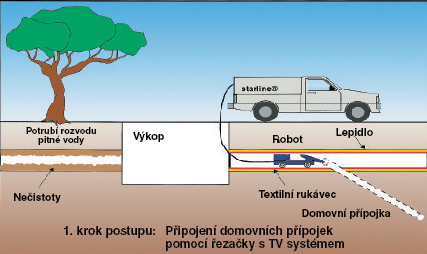 starline®
Potrubí rozvodu
pitné vody
Výkop
Robot
Lepidlo
Nečistoty
Textilní rukávec
Domovní přípojka
1. krok postupu: Připojení domovních přípojek
pomocí řezačky s TV systémem